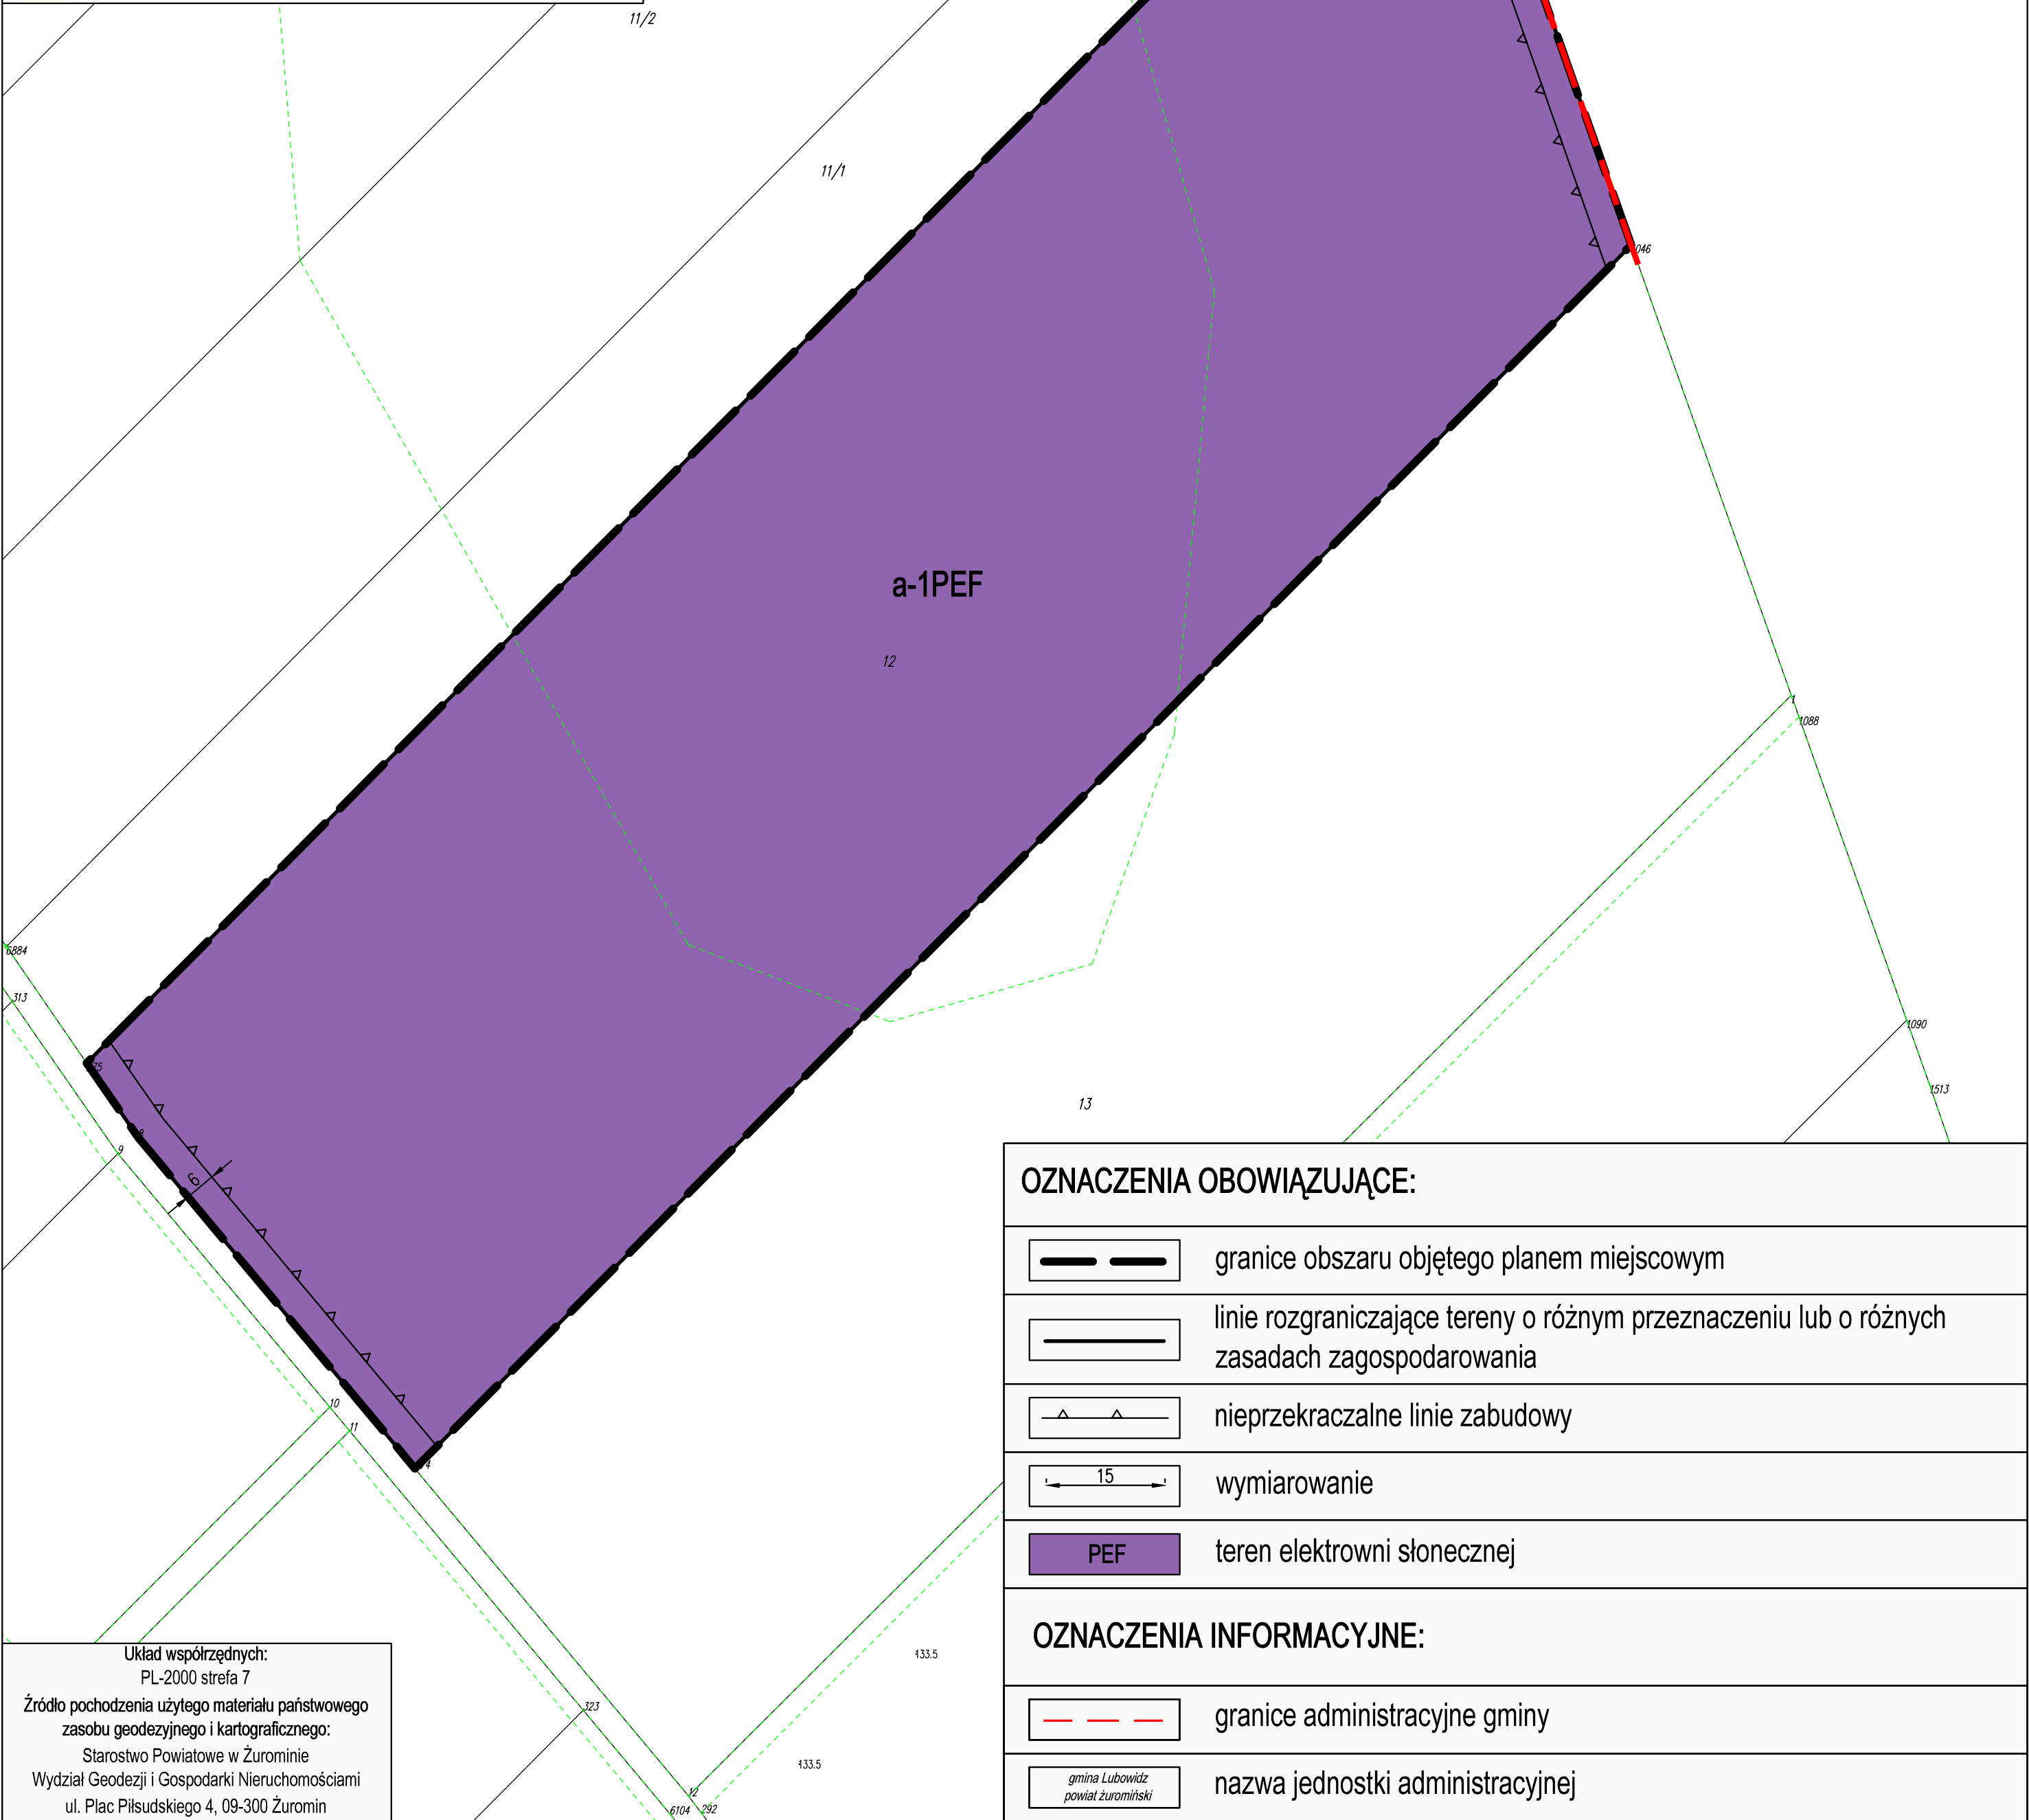 11/2
11/1
046
a-1PEF
12
1
1088
6884
313
1090
1513
13
9
6
10
11
OZNACZENIA OBOWIĄZUJĄCE:
granice obszaru objętego planem miejscowym
linie rozgraniczające tereny o różnym przeznaczeniu lub o różnych
zasadach zagospodarowania
nieprzekraczalne linie zabudowy
15
wymiarowanie
PEF
teren elektrowni słonecznej
OZNACZENIA INFORMACYJNE:
granice administracyjne gminy
gmina Lubowidz
powiat żuromiński
nazwa jednostki administracyjnej
Układ współrzędnych:
PL-2000 strefa 7
Źródło pochodzenia użytego materiału państwowego
zasobu geodezyjnego i kartograficznego:
Starostwo Powiatowe w Żurominie
Wydział Geodezji i Gospodarki Nieruchomościami
ul. Plac Piłsudskiego 4, 09-300 Żuromin
323
133.5
133.5
12
292
6104